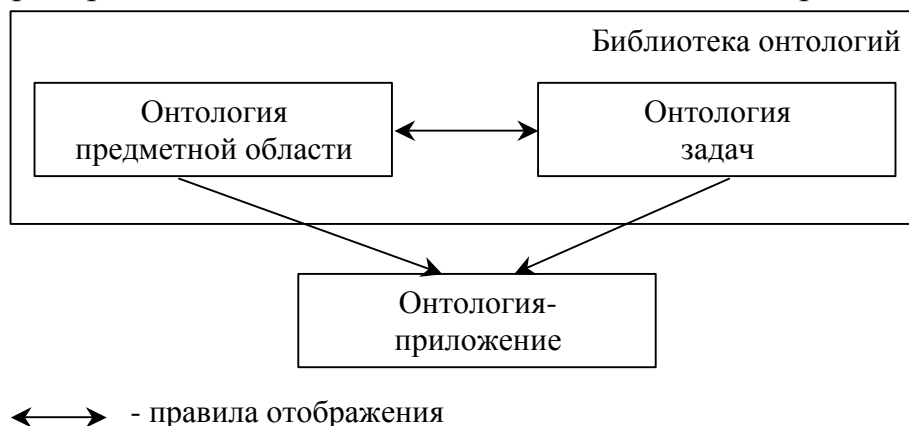 Библиотека онтологий
Онтология
предметной области
Онтология
задач
Онтология-
приложение
- правила отображения